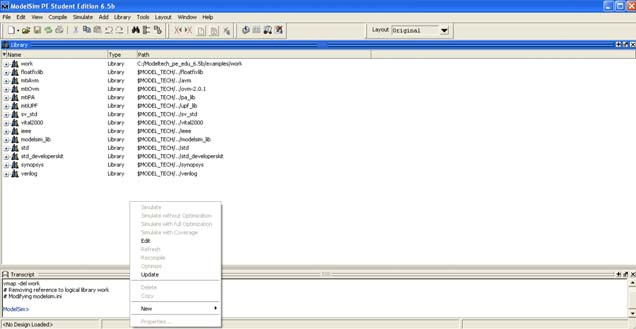 ModelSim PE Student Edition 6.5b
File Edit View Compile Simulate Add Library Tools Layout Window Help
Layout Original
Library
Name Type Path
work Library C:/Modeltech_pe_edu_6.5b/examples/work
floatfixlib Library $MODEL_TECH/../floatfixlib
mtiAvm Library $MODEL_TECH/../avm
mtiOvm Library $MODEL_TECH/../ovm-2.0.1
mtiPA Library $MODEL_TECH/../pa_lib
mtiUPF Library $MODEL_TECH/../upf_lib
sv_std Library $MODEL_TECH/../sv_std
vital2000 Library $MODEL_TECH/../vital2000
ieee Library $MODEL_TECH/../ieee
modelsim_lib Library $MODEL_TECH/../modelsim_lib
std Library $MODEL_TECH/../std
std_developerskit Library $MODEL_TECH/../std_developerskit
synopsys Library $MODEL_TECH/../synopsys
verilog Library $MODEL_TECH/../verilog
Simulate
Simulate without Optimization
Simulate with full Optimization
Simulate with Coverage
Edit
Refresh
Recompile
Optimize
Update
Delete
Copy
New
Properties...
Transcript
vmap -del work
# Removing reference to logical library work
# Modifying modelsim.ini
ModelSim>
<No Design Loaded>